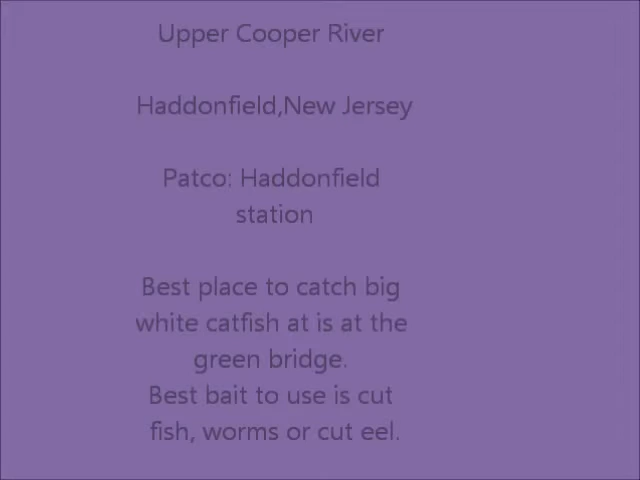 Upper Cooper River
Haddonfield,New Jersey
Patco: Haddonfield
station
Best place to catch big
white catfish at is at the
green bridge.
Best bait to use is cut
fish, worms or cut eel.